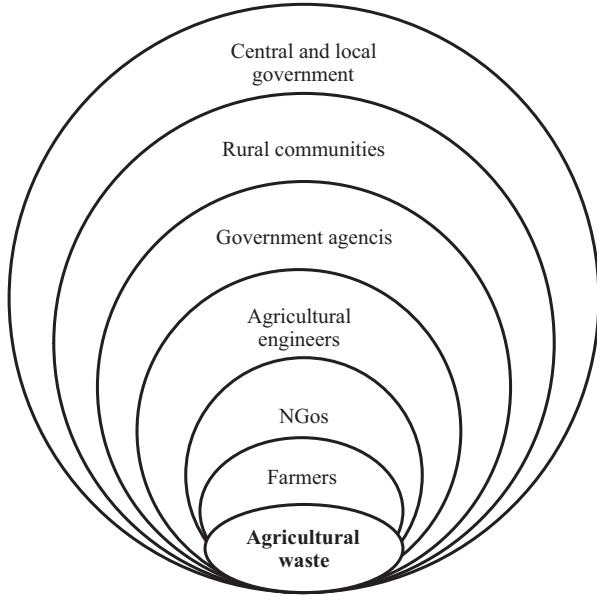 Central and local
government
Rural communities
Government agencis
Agricultural
engineers
NGos
Farmers
Agricultural
waste